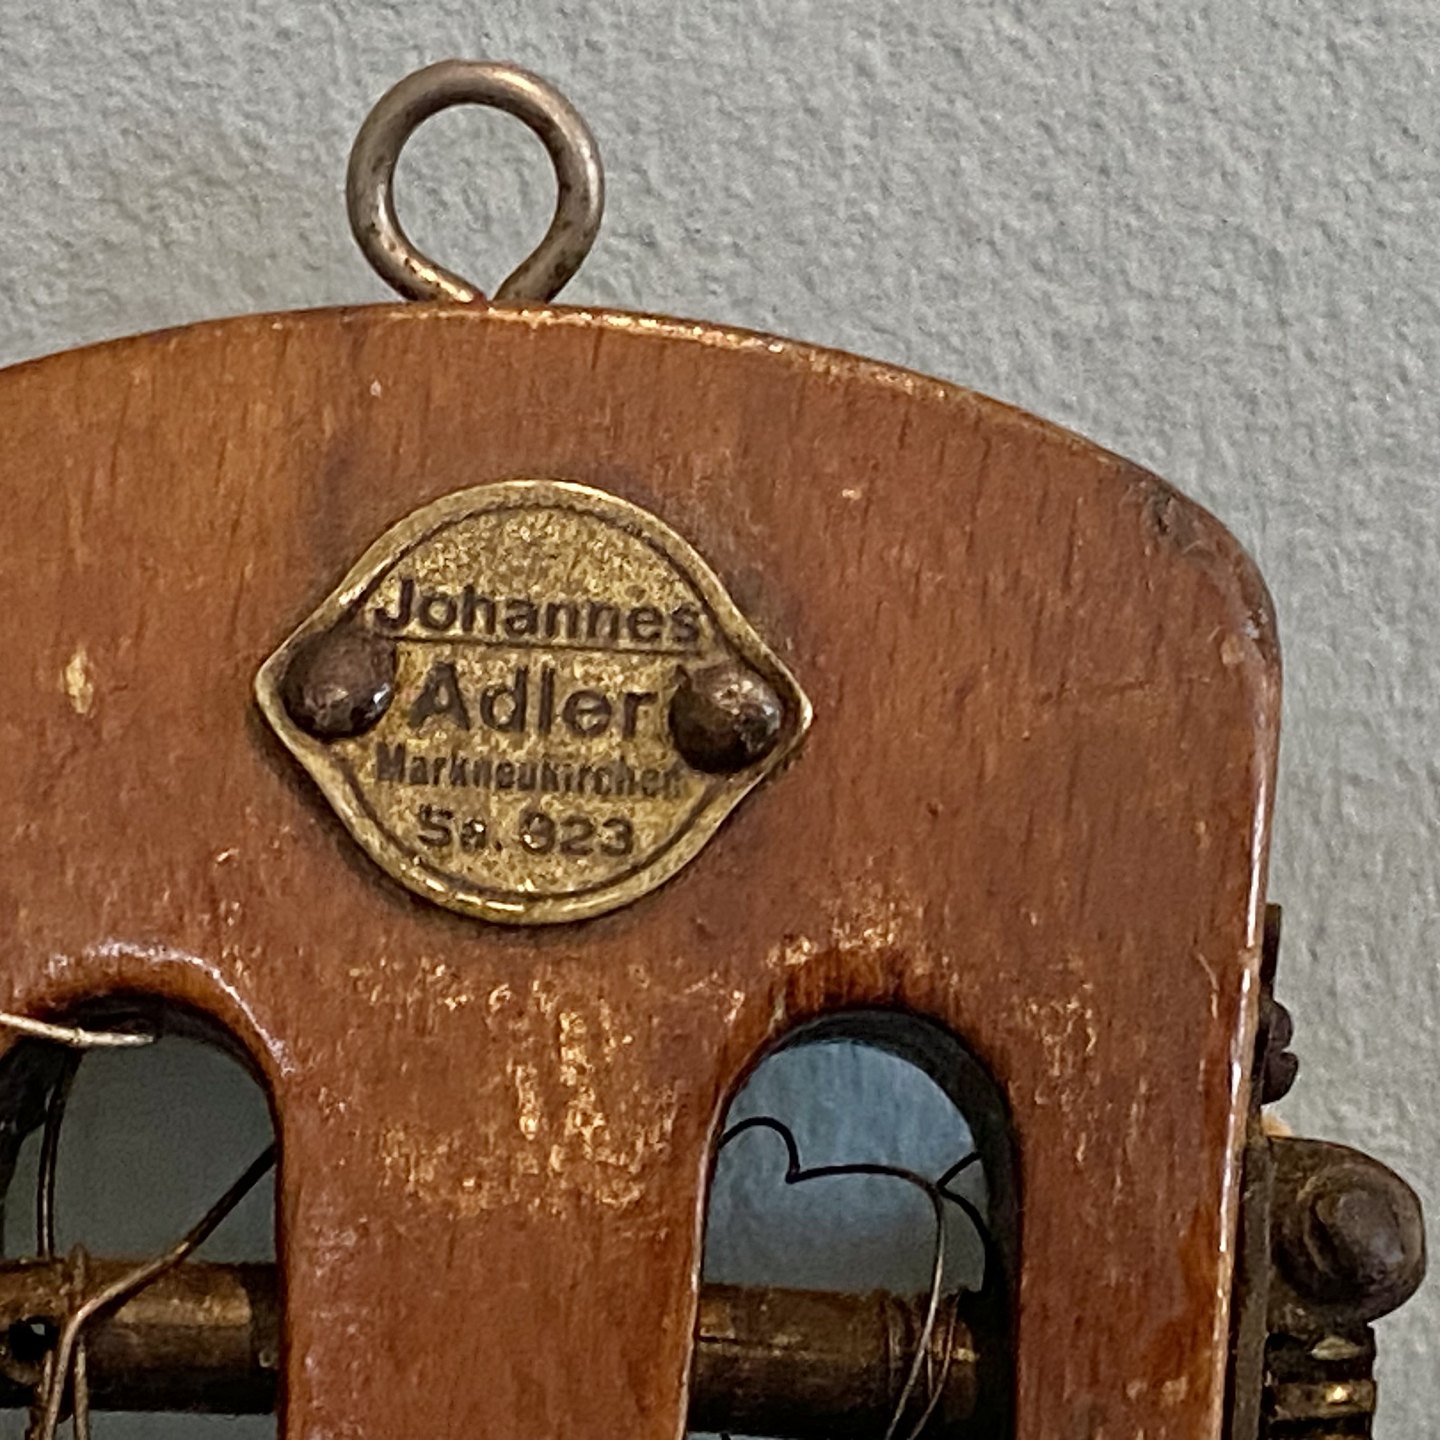 Johannes
Adler
Markneukirchen
Sa. 923